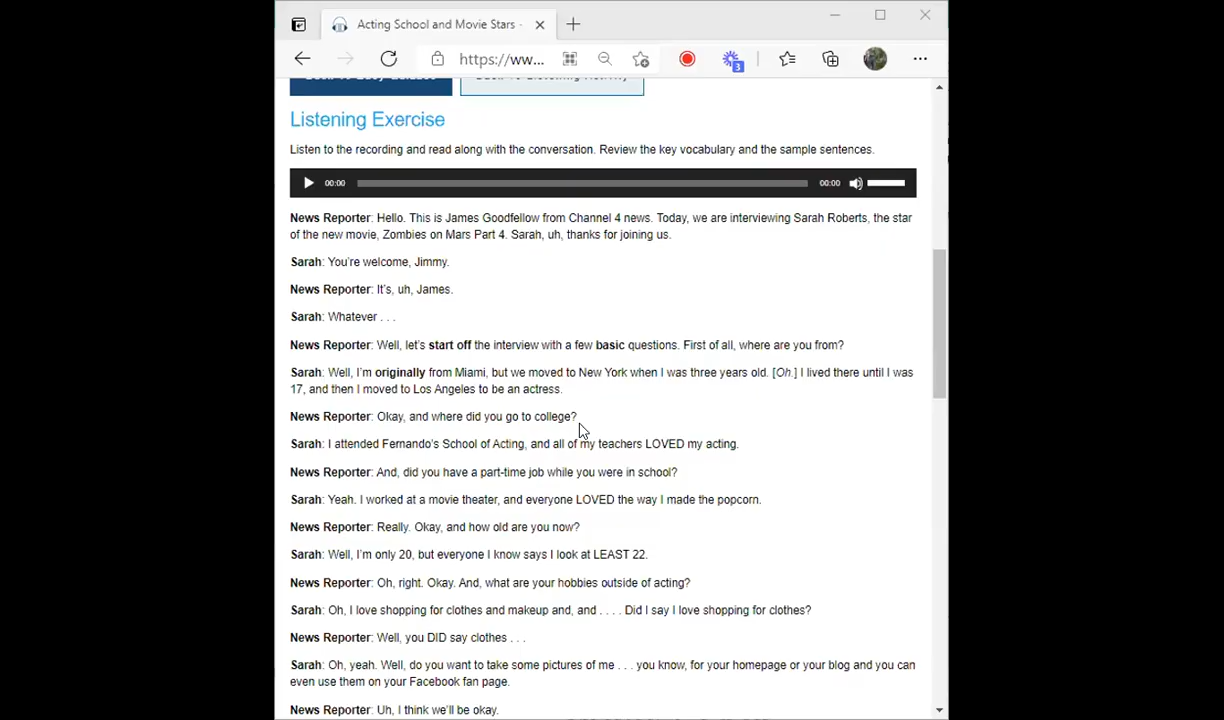 Acting School and Movie Stars -
https://ww...
3
Listening Exercise
Listen to the recording and read along with the conversation. Review the key vocabulary and the sample sentences.
00:00
00:00
News Reporter: Hello. This is James Goodfellow from Channel 4 news. Today, we are interviewing Sarah Roberts, the star
of the new movie, Zombies on Mars Part 4. Sarah, uh, thanks for joining us.
Sarah: You're welcome, Jimmy.
News Reporter: It's, uh, James.
Sarah: Whatever . . .
News Reporter: Well, let's start off the interview with a few basic questions. First of all, where are you from?
Sarah: Well, I'm originally from Miami, but we moved to New York when I was three years old. [Oh.] I lived there until I was
17, and then I moved to Los Angeles to be an actress.
News Reporter: Okay, and where did you go to college?
Sarah: I attended Fernando's School of Acting, and all of my teachers LOVED my acting.
News Reporter: And, did you have a part-time job while you were in school?
Sarah: Yeah. I worked at a movie theater, and everyone LOVED the way I made the popcorn.
News Reporter: Really. Okay, and how old are you now?
Sarah: Well, I'm only 20, but everyone I know says I look at LEAST 22.
News Reporter: Oh, right. Okay. And, what are your hobbies outside of acting?
Sarah: Oh, I love shopping for clothes and makeup and, and . . . . Did I say I love shopping for clothes?
News Reporter: Well, you DID say clothes . . .
Sarah: Oh, yeah. Well, do you want to take some pictures of me . . . you know, for your homepage or your blog and you can
even use them on your Facebook fan page.
News Reporter: Uh, I think we'll be okay.